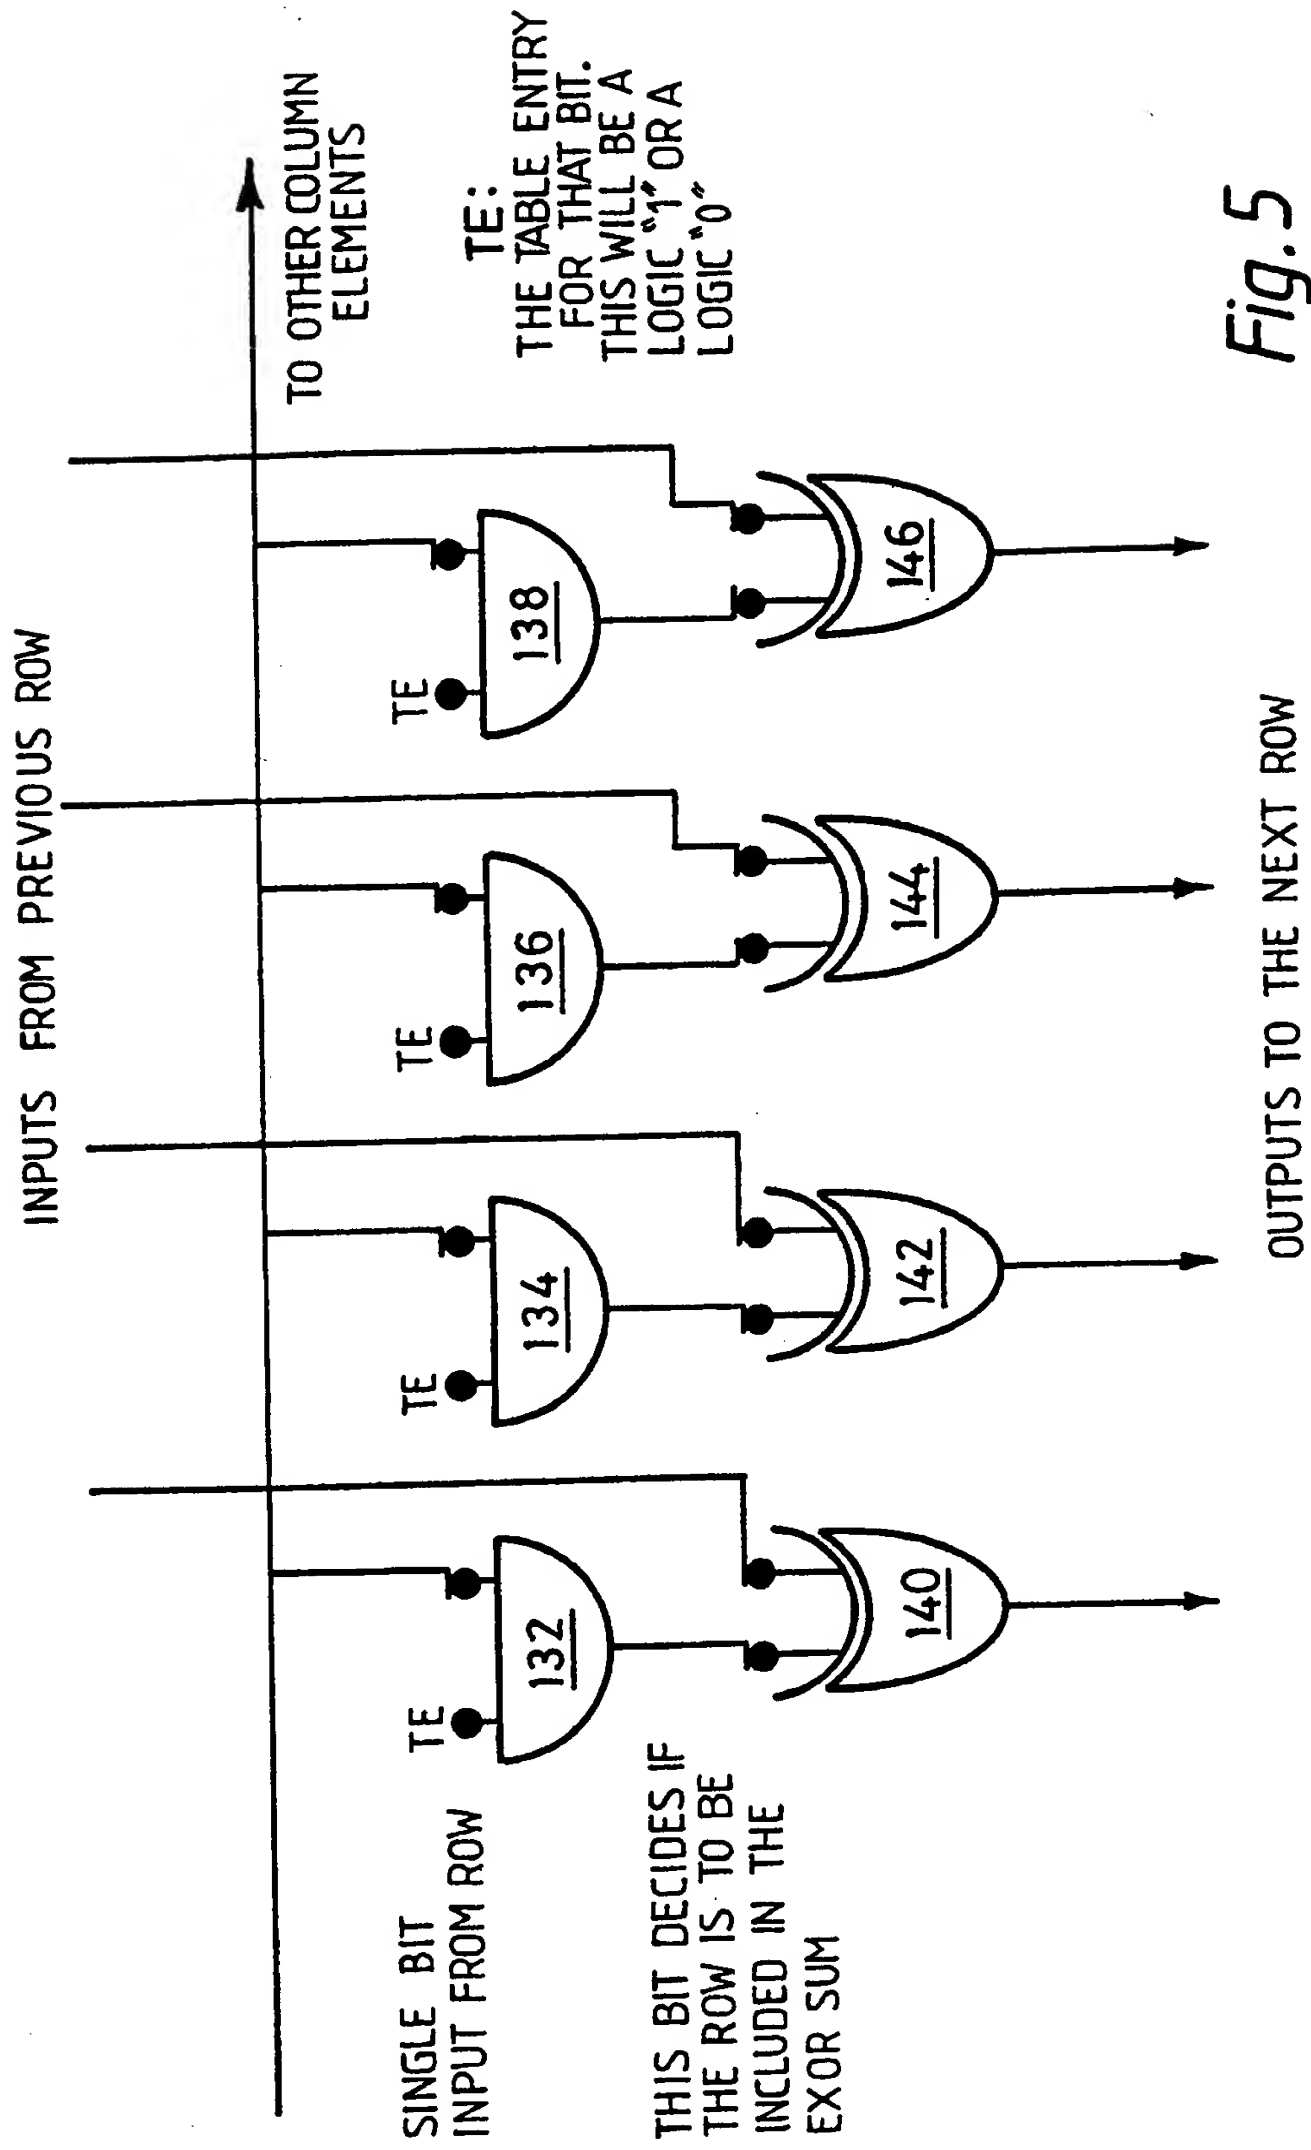 INPUTS FROM PREVIOUS ROW
TO OTHER COLUMN
ELEMENTS
SINGLE BIT
INPUT FROM ROW
TE
TE
TE
TE
132
134
136
138
TE:
THE TABLE ENTRY
FOR THAT BIT.
THIS WILL BE A
LOGIC "1" OR A
LOGIC "0"
THIS BIT DECIDES IF
THE ROW IS TO BE
INCLUDED IN THE
EXOR SUM
140
142
144
146
OUTPUTS TO THE NEXT ROW
Fig. 5